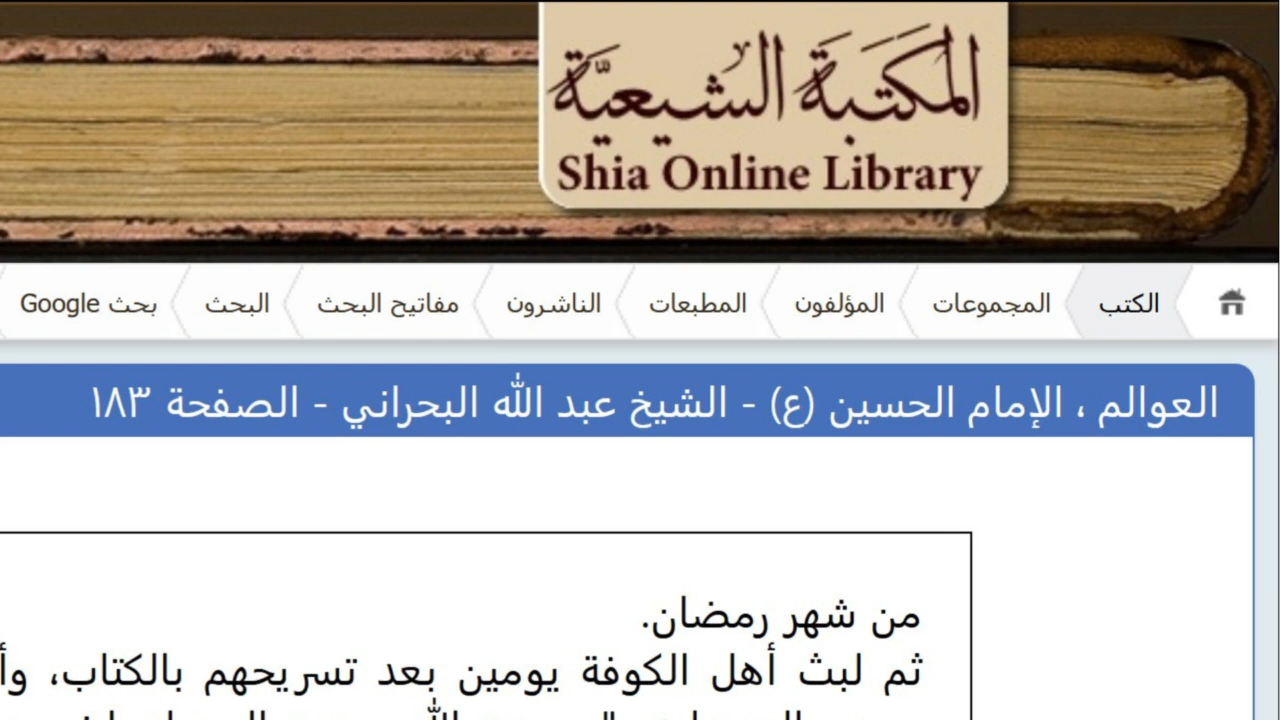 المكتبة الشيعية
Shia Online Library
الكتب المجموعات المؤلفون المطبعات الناشرون مفاتيح البحث البحث بحث Google
العوالم ، الإمام الحسين (ع) - الشيخ عبد الله البحراني - الصفحة ١٨٣
من شهر رمضان.
ثم لبث أهل الكوفة يومين بعد تسريحهم بالكتاب، وأ